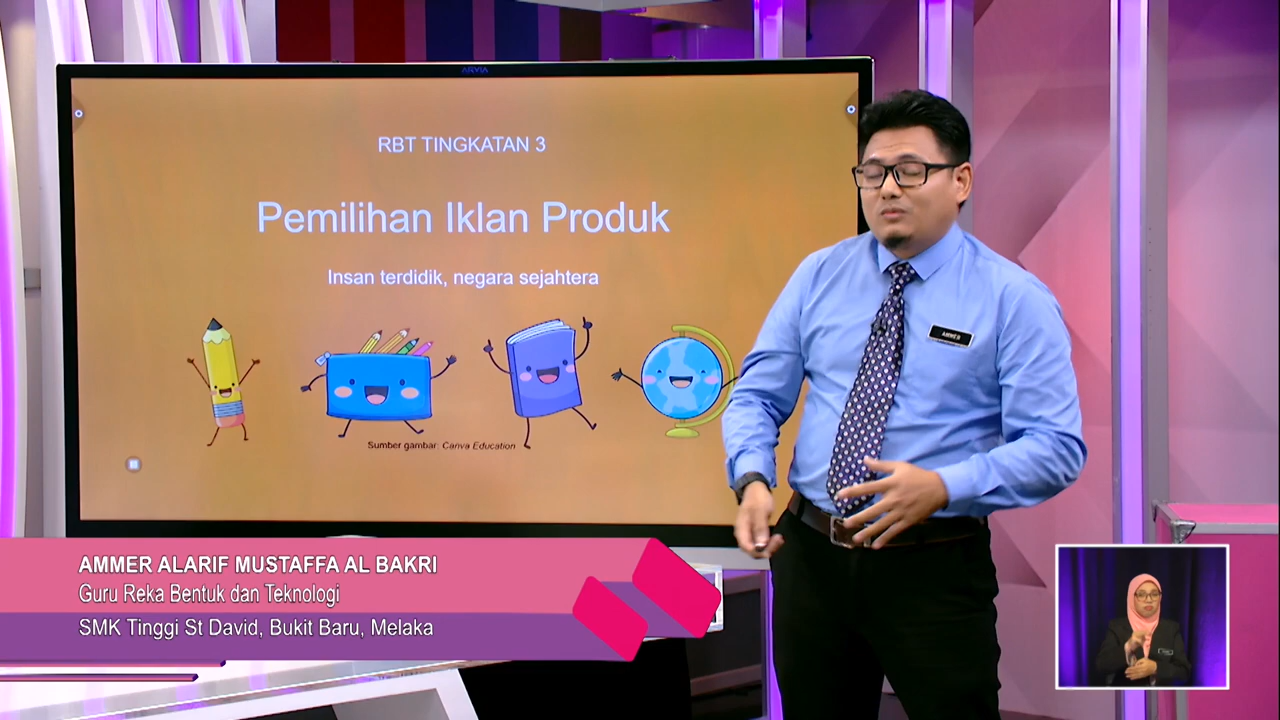 RBT TINGKATAN 3
Pemilihan Iklan Produk
Insan terdidik, negara sejahtera
Sumber gambar: Canva Education
AMMER
AMMER ALARIF MUSTAFFA AL BAKRI
Guru Reka Bentuk dan Teknologi
SMK Tinggi St David, Bukit Baru, Melaka